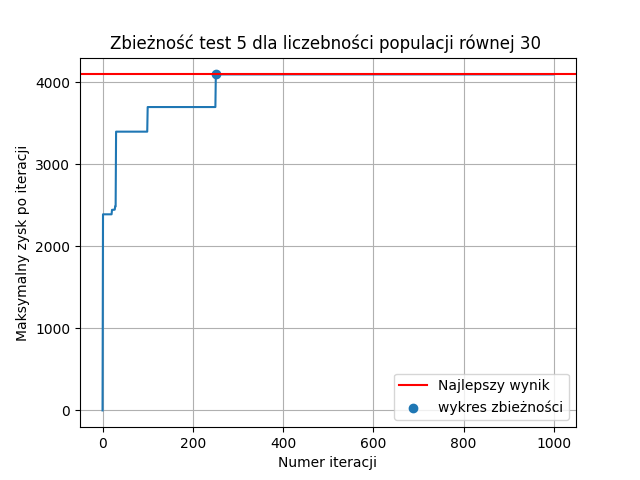 Zbieżność test 5 dla liczebności populacji równej 30
Maksymalny zysk po iteracji
4000
3000
2000
1000
0
0 200 400 600 800 1000
Numer iteracji
Najlepszy wynik
wykres zbieżności